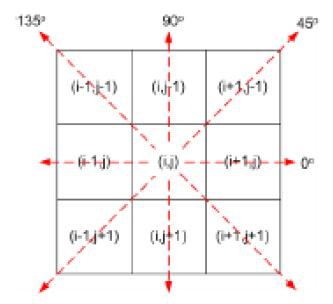 135º 90º 45º
(i-1,j-1) (i,j-1) (i+1,j-1)
(i-1,j) (i,j) (i+1,j) 0º
(i-1,j+1) (i,j+1) (i+1,j+1)